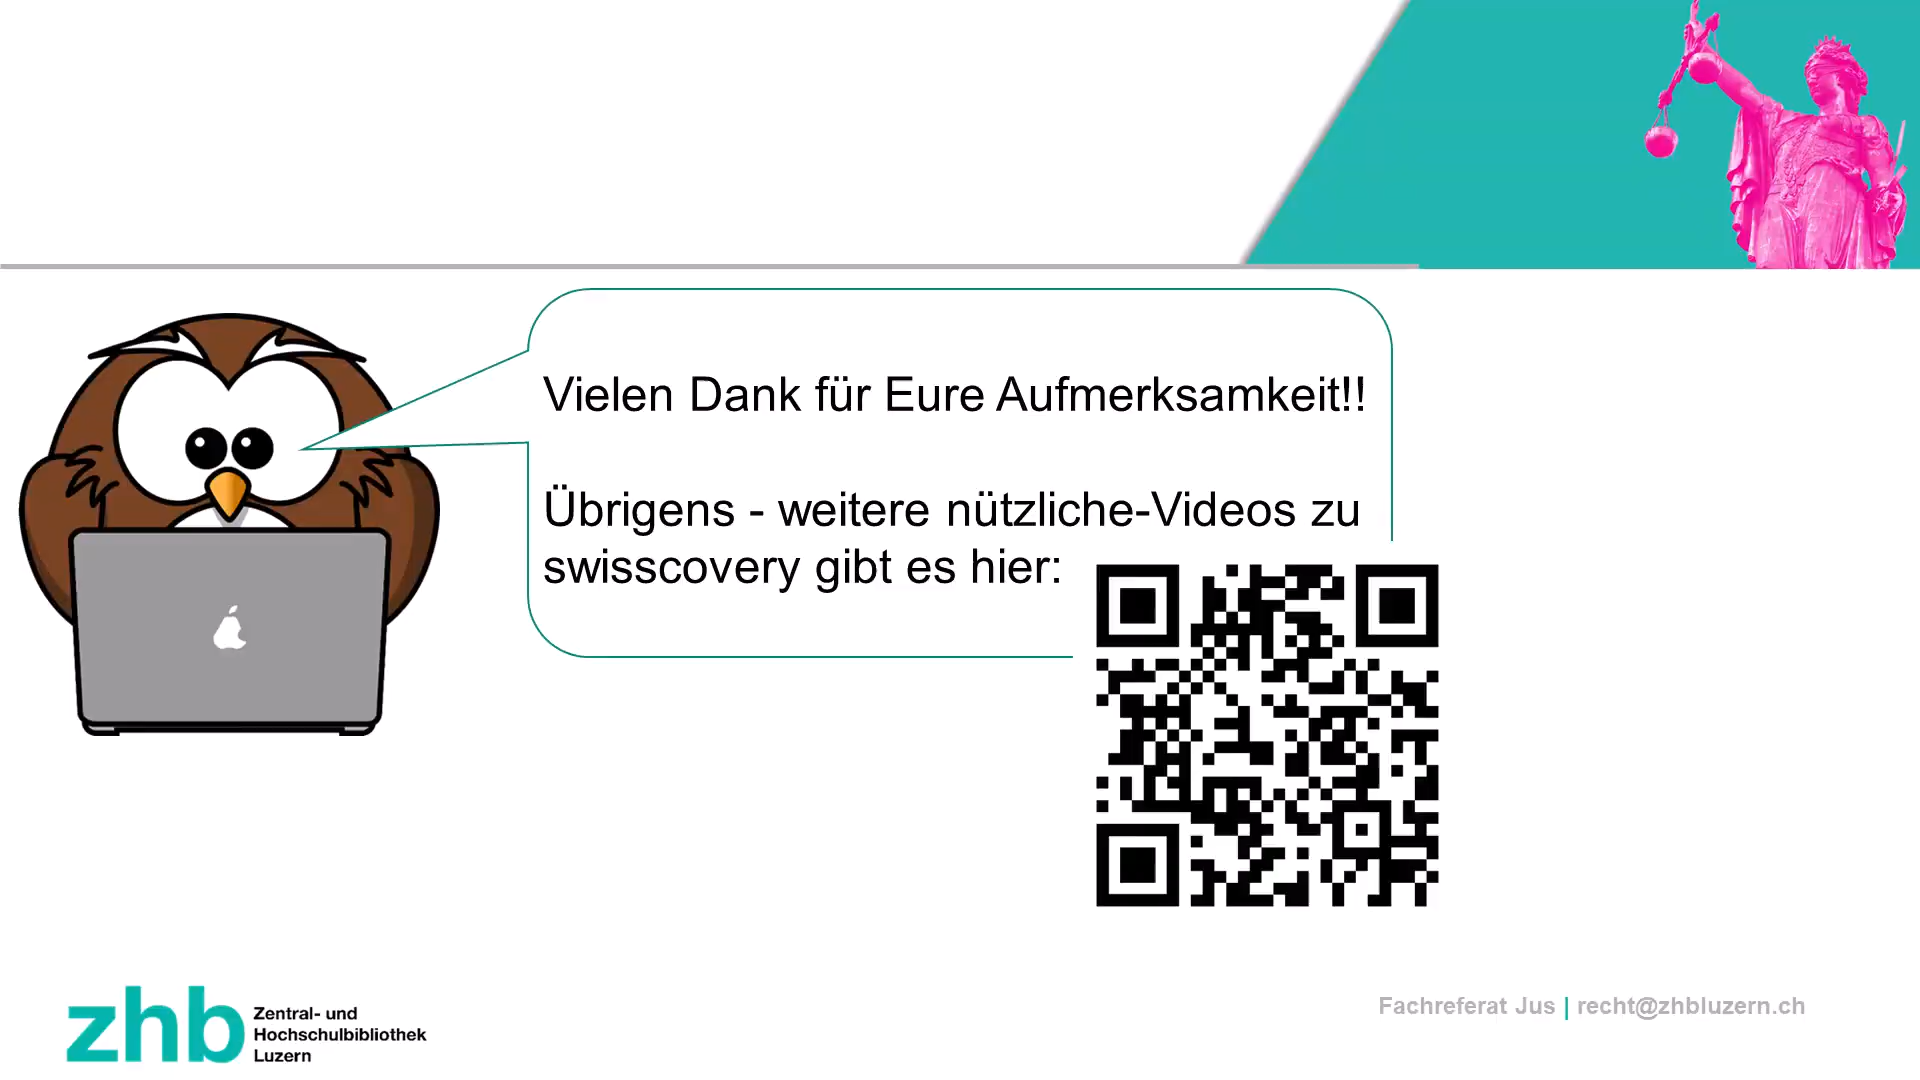 Vielen Dank für Eure Aufmerksamkeit!!
Übrigens - weitere nützliche-Videos zu
swisscovery gibt es hier:
zhb
Zentral- und
Hochschulbibliothek
Luzern
Fachreferat Jus | recht@zhbluzern.ch